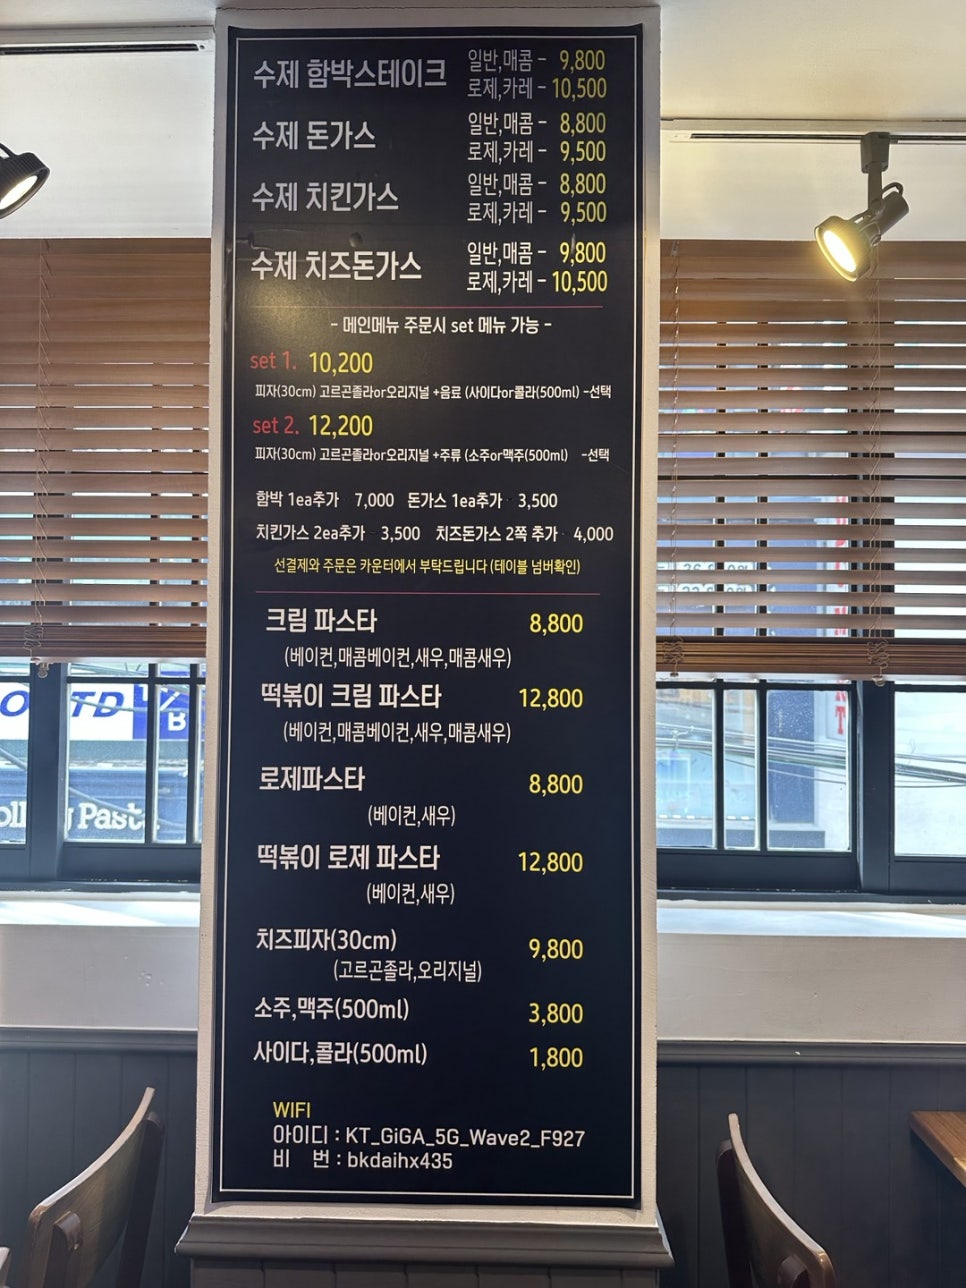 수제 함박스테이크 일반,매콤 - 9,800
로제,카레 - 10,500
수제 돈가스 일반,매콤 - 8,800
로제,카레 - 9,500
수제 치킨가스 일반,매콤 - 8,800
로제,카레 - 9,500
수제 치즈돈가스 일반,매콤 - 9,800
로제,카레 - 10,500
- 메인메뉴 주문시 set 메뉴 가능 -
set 1. 10,200
피자(30cm) 고르곤졸라or오리지널 +음료 (사이다or콜라(500ml) -선택
set 2. 12,200
피자(30cm) 고르곤졸라or오리지널 +주류 (소주or맥주(500ml) -선택
함박 1ea추가 7,000 돈가스 1ea추가 3,500
치킨가스 2ea추가 3,500 치즈돈가스 2쪽 추가 4,000
선결제와 주문은 카운터에서 부탁드립니다 (테이블 넘버확인)
크림 파스타 8,800
(베이컨,매콤베이컨,새우,매콤새우)
떡볶이 크림 파스타 12,800
(베이컨,매콤베이컨,새우,매콤새우)
로제파스타 8,800
(베이컨,새우)
떡볶이 로제 파스타 12,800
(베이컨,새우)
치즈피자(30cm) 9,800
(고르곤졸라,오리지널)
소주,맥주(500ml) 3,800
사이다,콜라(500ml) 1,800
WIFI
아이디 : KT_GiGA_5G_Wave2_F927
비 번 : bkdaihx435